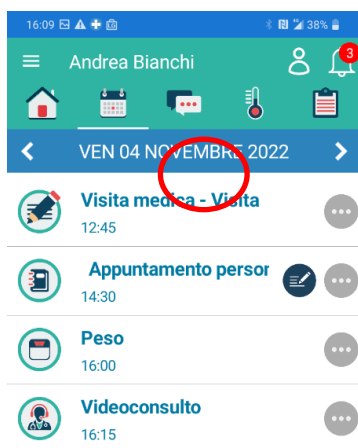 16:09 38%
Andrea Bianchi
3
VEN 04 NOVEMBRE 2022
Visita medica - Visita
12:45
Appuntamento person
14:30
Peso
16:00
Videoconsulto
16:15